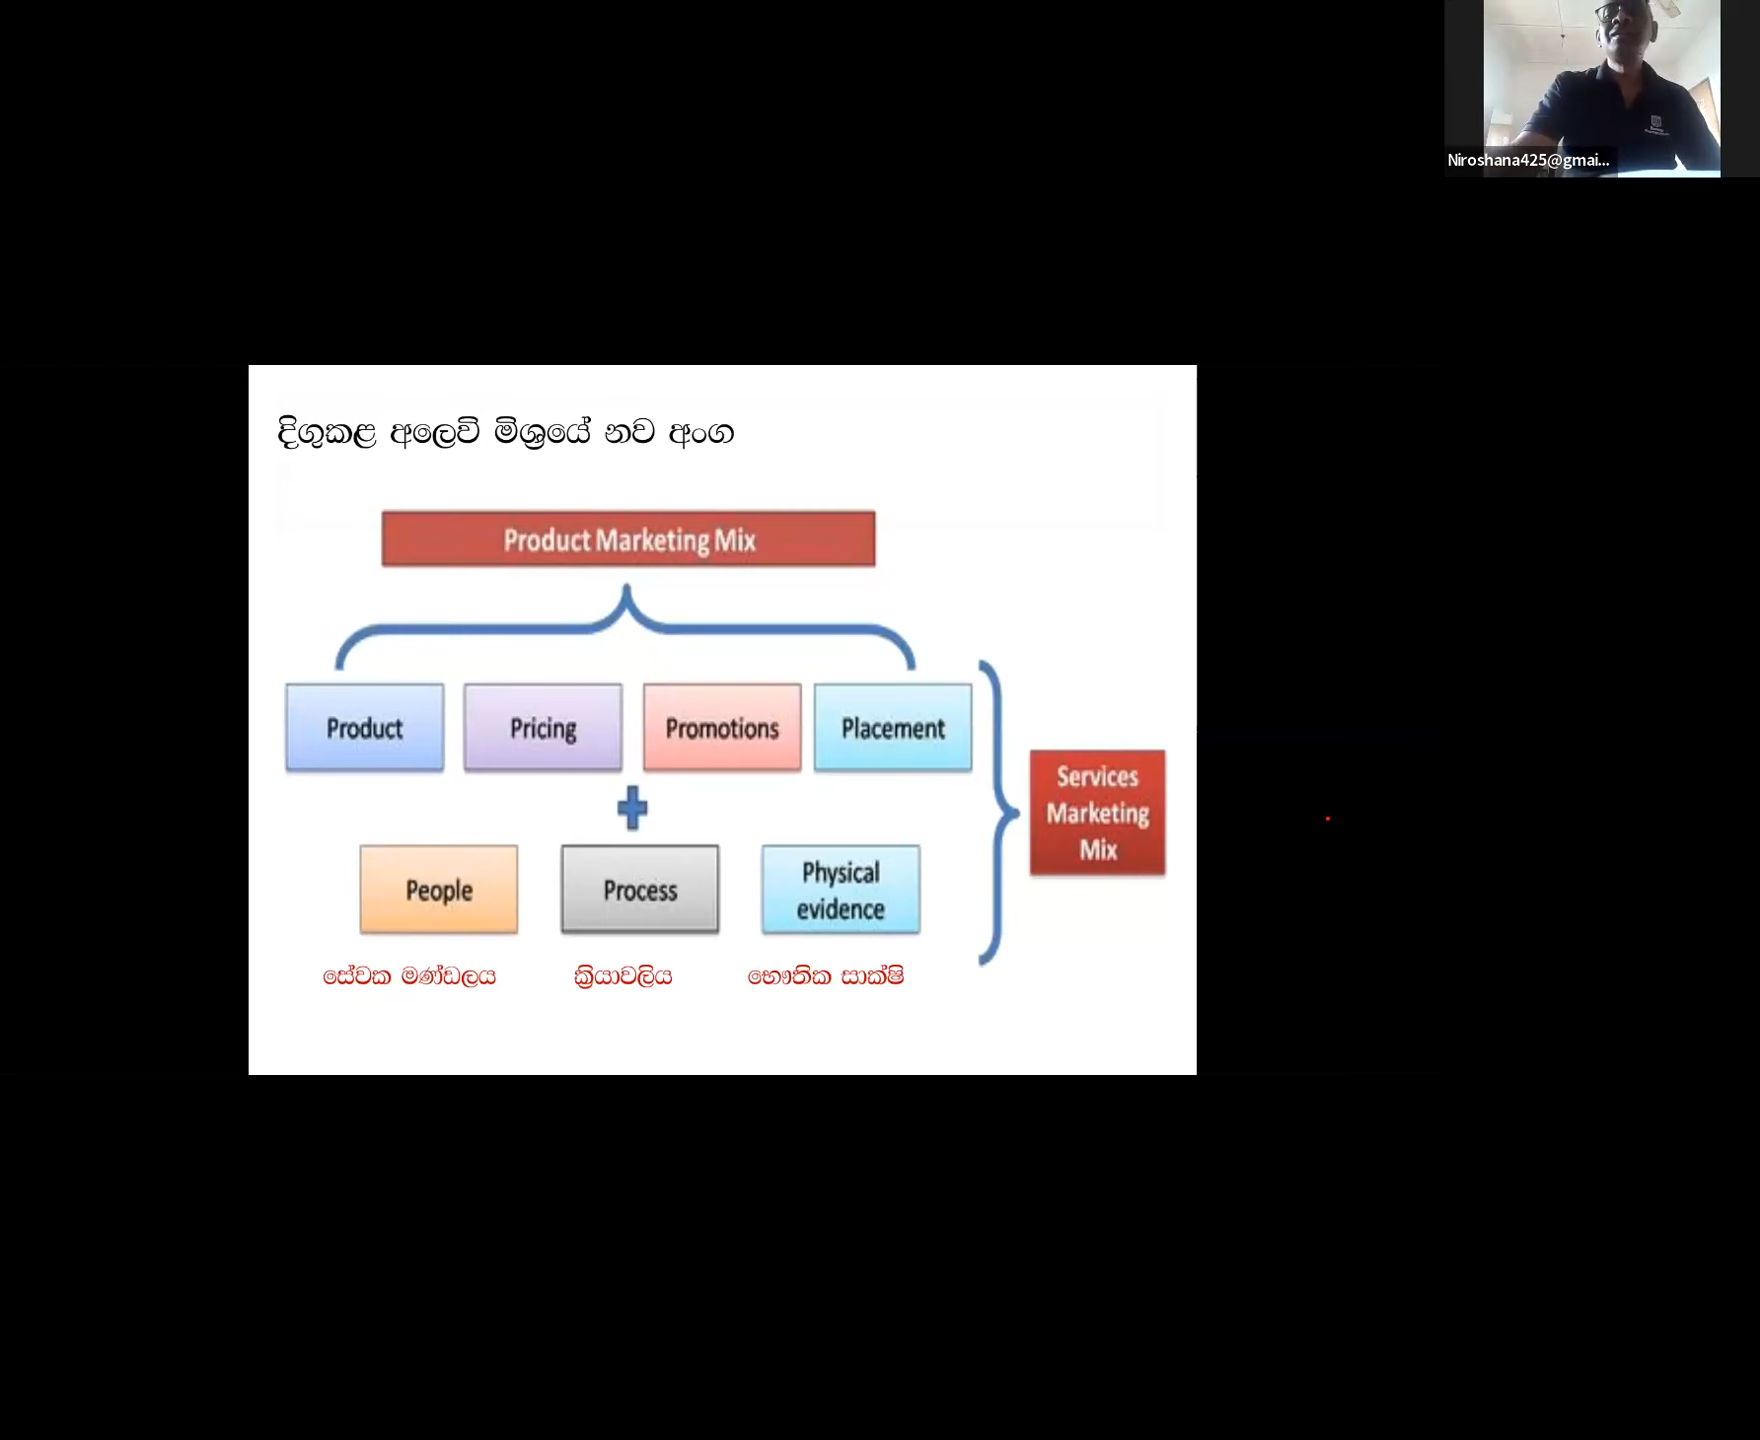 Niroshana425@gmai...
දිගුකළ අලෙවි මිශ්‍රයේ නව අංග
Product Marketing Mix
Product
Pricing
Promotions
Placement
Services
Marketing
Mix
People
Process
Physical
evidence
සේවක මණ්ඩලය
ක්‍රියාවලිය
භෞතික සාක්ෂි